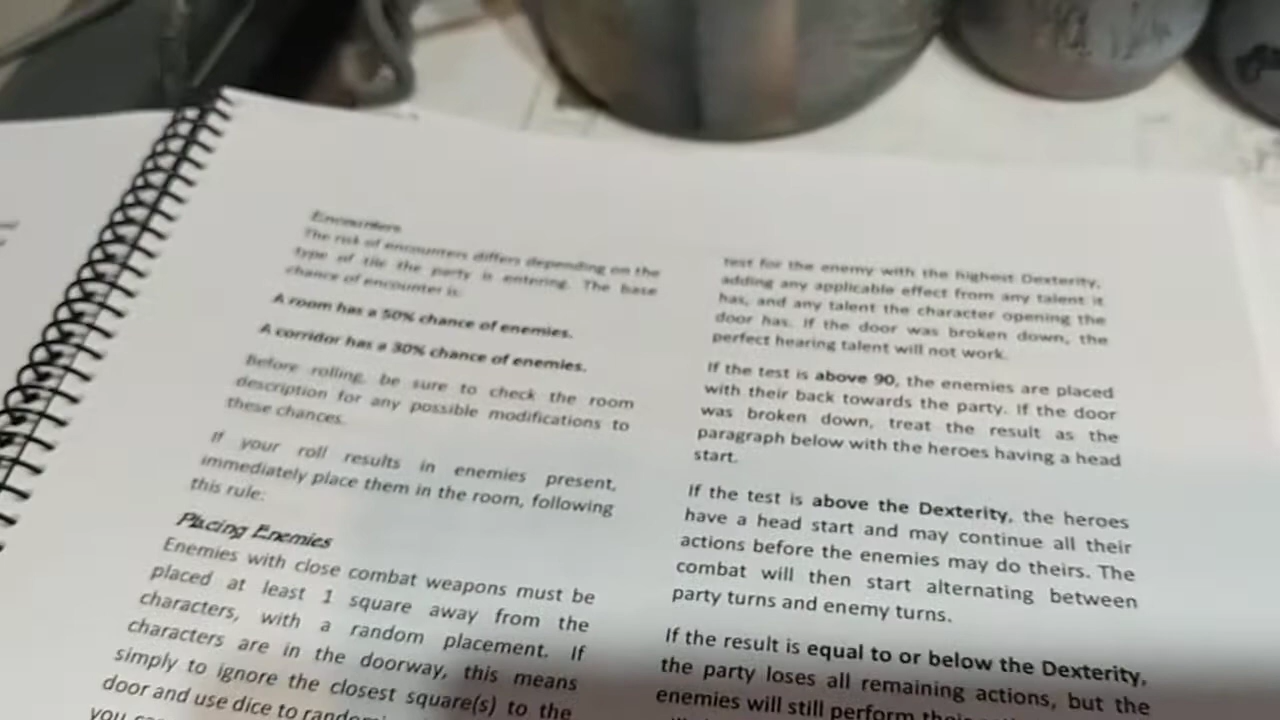 Encounters
The risk of encounters differs depending on the
type of tile the party is entering. The base
chance of encounter is:
A room has a 50% chance of enemies.
A corridor has a 30% chance of enemies.
Before rolling, be sure to check the room
description for any possible modifications to
these chances.
If your roll results in enemies present,
immediately place them in the room, following
this rule:
Placing Enemies
Enemies with close combat weapons must be
placed at least 1 square away from the
characters, with a random placement. If
characters are in the doorway, this means
simply to ignore the closest square(s) to the
door and use dice to
you
test for the enemy with the highest Dexterity,
adding any applicable effect from any talent it
has, and any talent the character opening the
door has. If the door was broken down, the
perfect hearing talent will not work.
If the test is above 90, the enemies are placed
with their back towards the party. If the door
was broken down, treat the result as the
paragraph below with the heroes having a head
start.
If the test is above the Dexterity, the heroes
have a head start and may continue all their
actions before the enemies may do theirs. The
combat will then start alternating between
party turns and enemy turns.
If the result is equal to or below the Dexterity,
the party loses all remaining actions, but the
enemies will still perform their